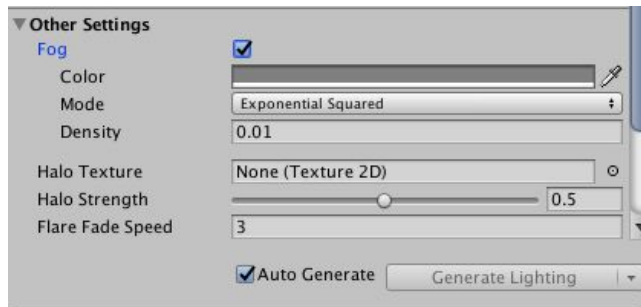 Other Settings
Fog
Color
Mode Exponential Squared
Density 0.01
Halo Texture None (Texture 2D)
Halo Strength 0.5
Flare Fade Speed 3
Auto Generate Generate Lighting